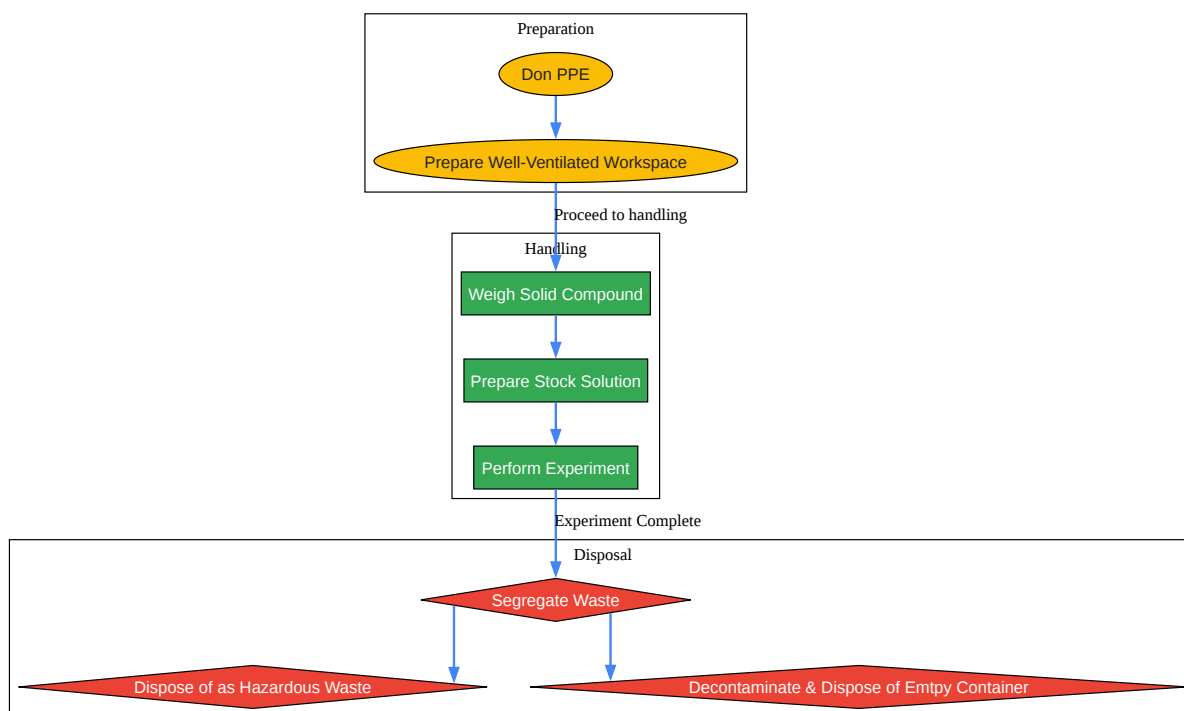 Preparation
Don PPE
Prepare Well-Ventilated Workspace
Proceed to handling
Handling
Weigh Solid Compound
Prepare Stock Solution
Perform Experiment
Experiment Complete
Disposal
Segregate Waste
Dispose of as Hazardous Waste
Decontaminate & Dispose of Emtpy Container